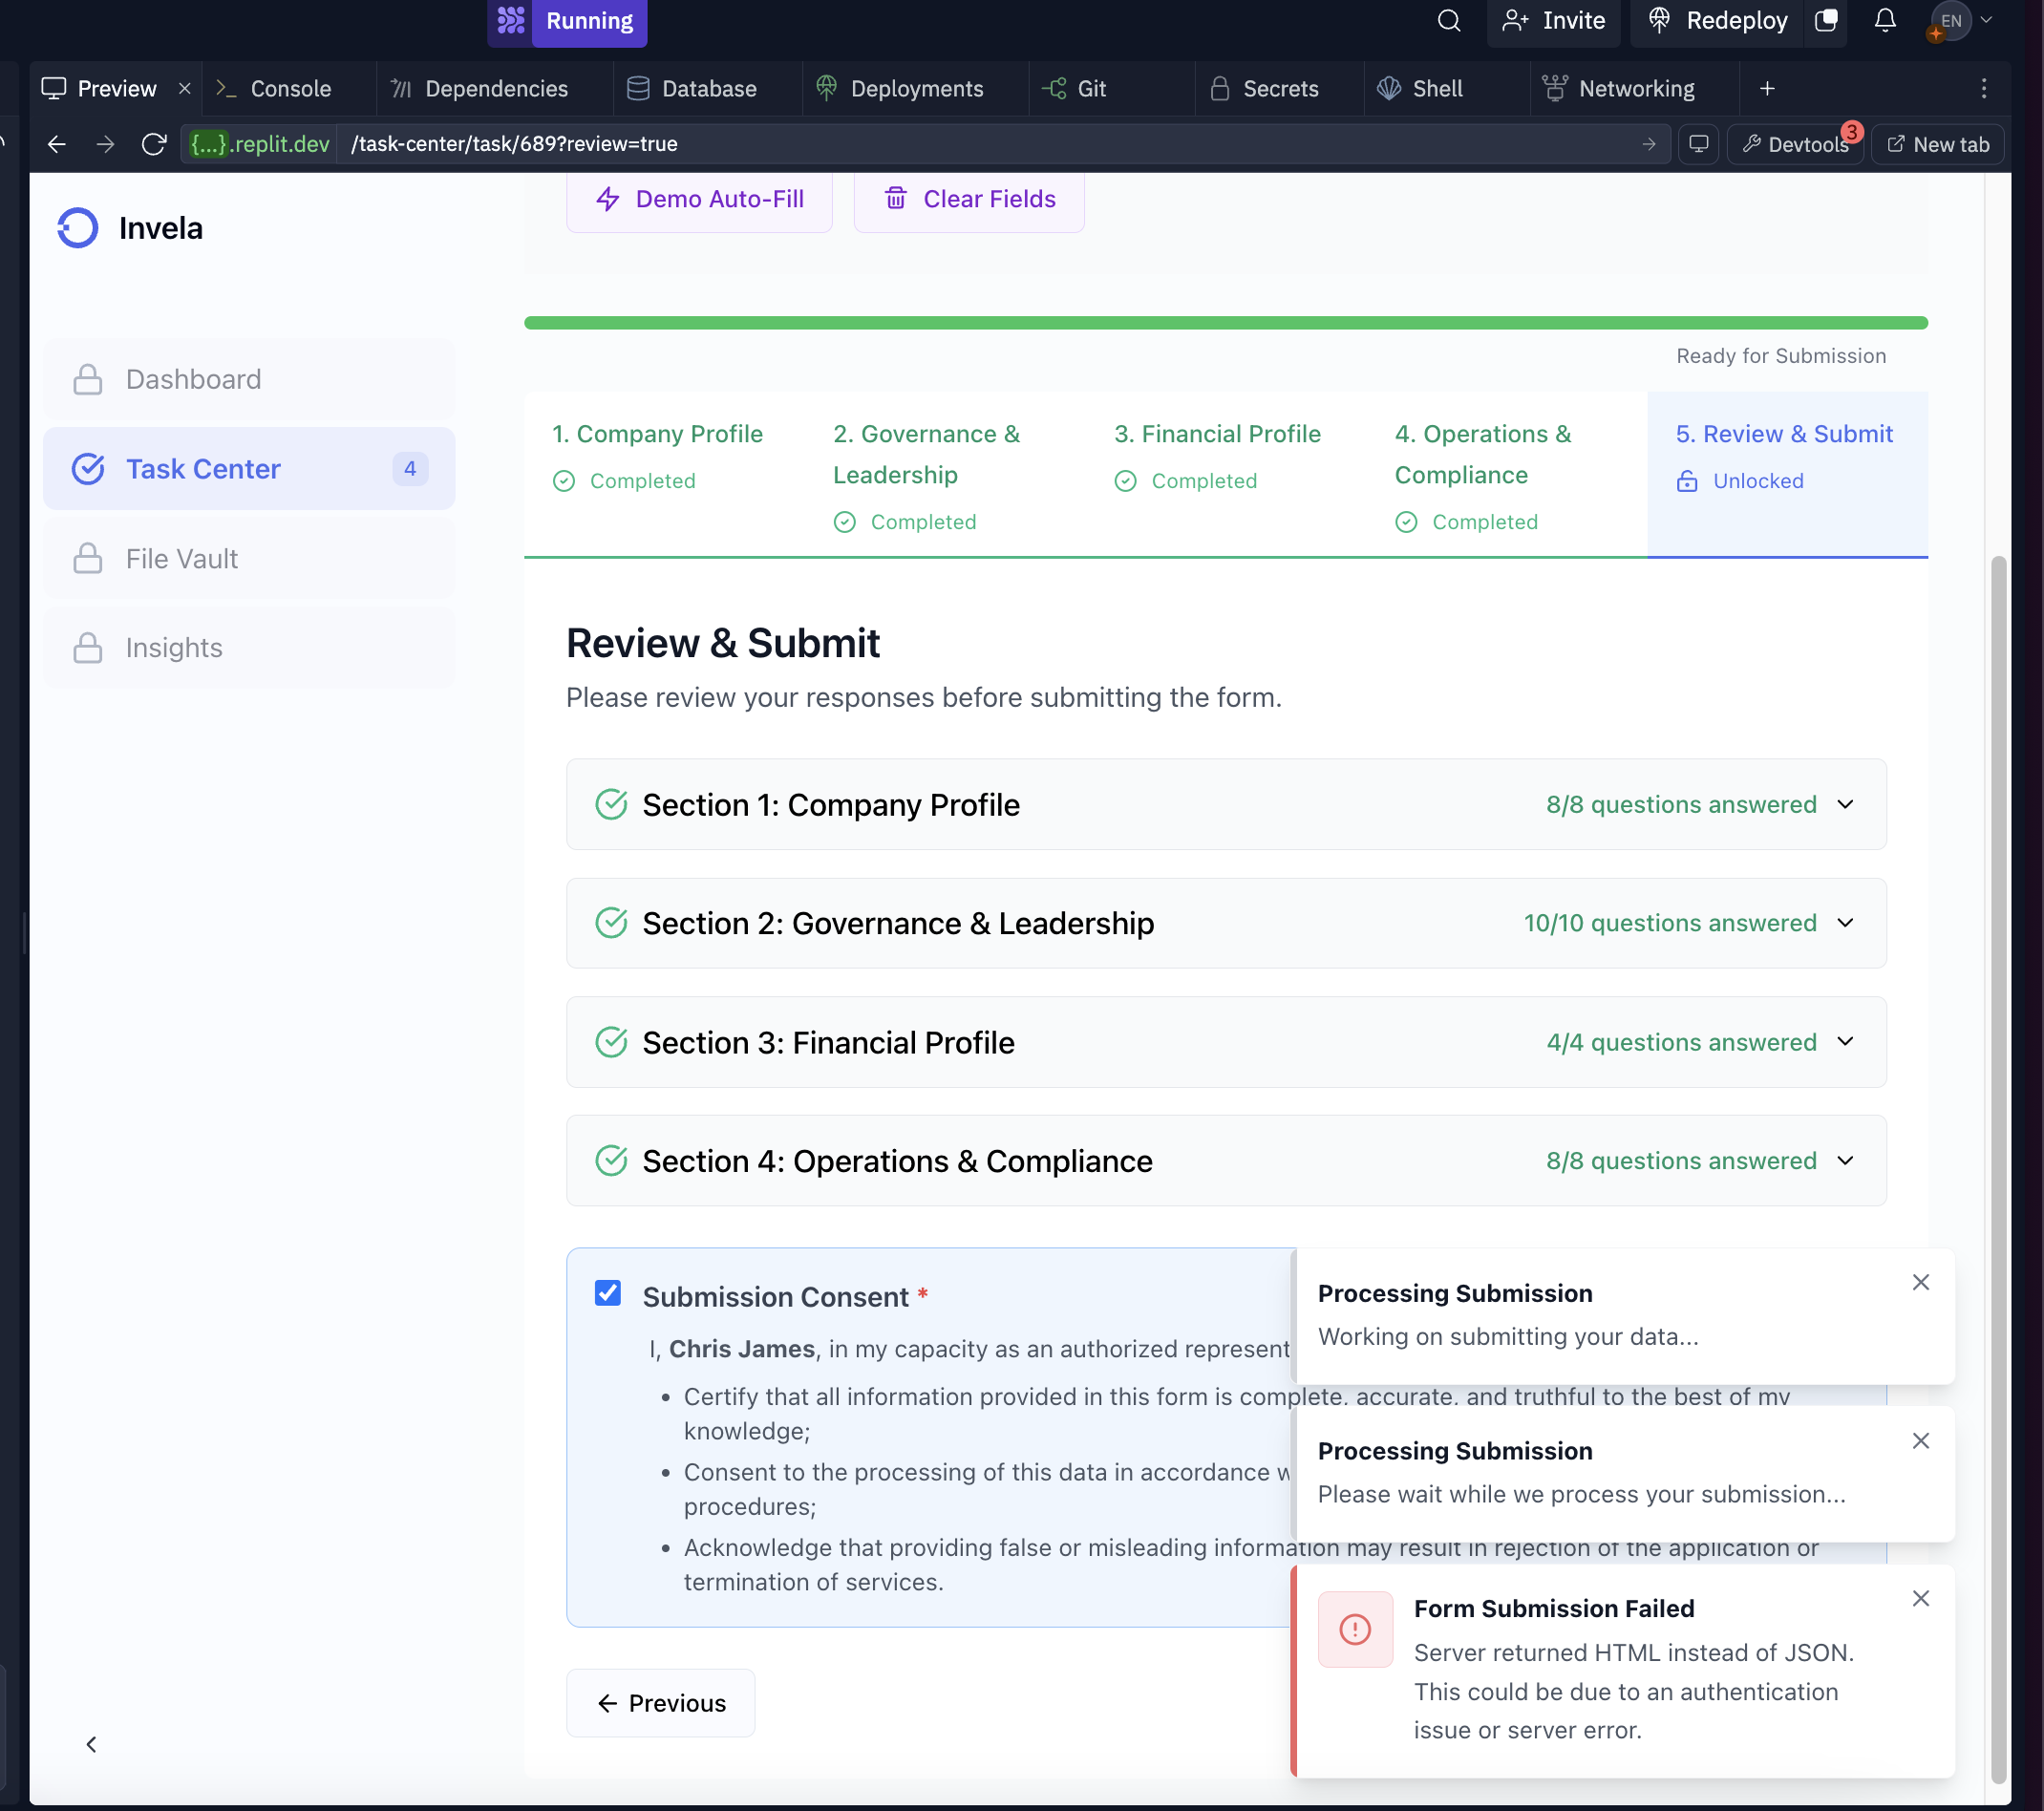 Running
Invite
Redeploy
EN
Preview
Console
Dependencies
Database
Deployments
Git
Secrets
Shell
Networking
{...}.replit.dev
/task-center/task/689?review=true
Devtools
3
New tab
Invela
Dashboard
Task Center
4
File Vault
Insights
Demo Auto-Fill
Clear Fields
Ready for Submission
1. Company Profile
Completed
2. Governance &
Leadership
Completed
3. Financial Profile
Completed
4. Operations &
Compliance
Completed
5. Review & Submit
Unlocked
Review & Submit
Please review your responses before submitting the form.
Section 1: Company Profile
8/8 questions answered
Section 2: Governance & Leadership
10/10 questions answered
Section 3: Financial Profile
4/4 questions answered
Section 4: Operations & Compliance
8/8 questions answered
Submission Consent *
I, Chris James, in my capacity as an authorized represent
• Certify that all information provided in this form is complete, accurate, and truthful to the best of my
knowledge;
• Consent to the processing of this data in accordance w
procedures;
• Acknowledge that providing false or misleading information may result in rejection of the application or
termination of services.
Previous
Processing Submission
Working on submitting your data...
Processing Submission
Please wait while we process your submission...
Form Submission Failed
Server returned HTML instead of JSON.
This could be due to an authentication
issue or server error.